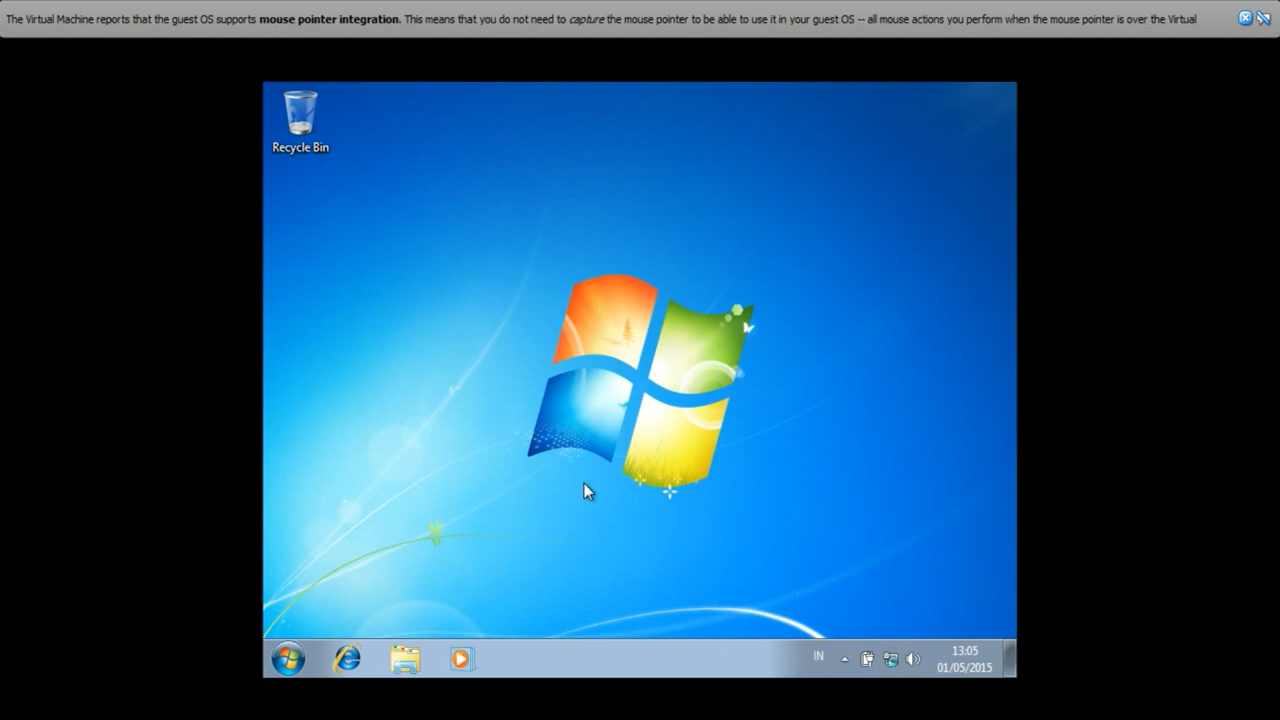 The Virtual Machine reports that the guest OS supports mouse pointer integration. This means that you do not need to capture the mouse pointer to be able to use it in your guest OS -- all mouse actions you perform when the mouse pointer is over the Virtual
Recycle Bin
IN
13:05
01/05/2015